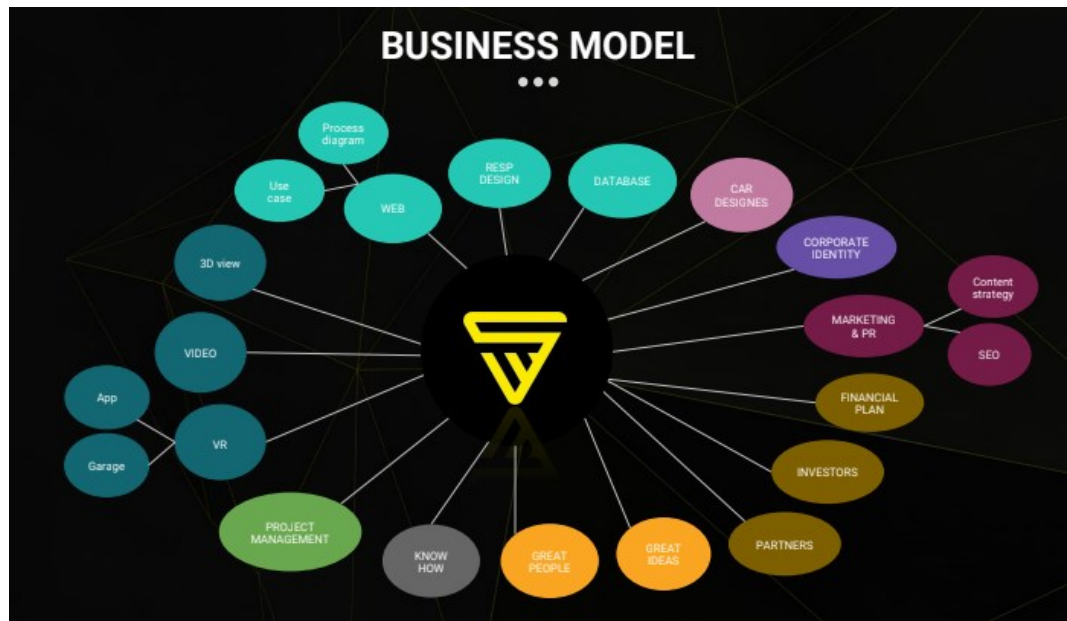 BUSINESS MODEL
Process
diagram
Use
case
WEB
RESP
DESIGN
DATABASE
CAR
DESIGNES
CORPORATE
IDENTITY
MARKETING
& PR
Content
strategy
SEO
FINANCIAL
PLAN
INVESTORS
PARTNERS
GREAT
IDEAS
GREAT
PEOPLE
KNOW
HOW
PROJECT
MANAGEMENT
VR
App
Garage
VIDEO
3D view